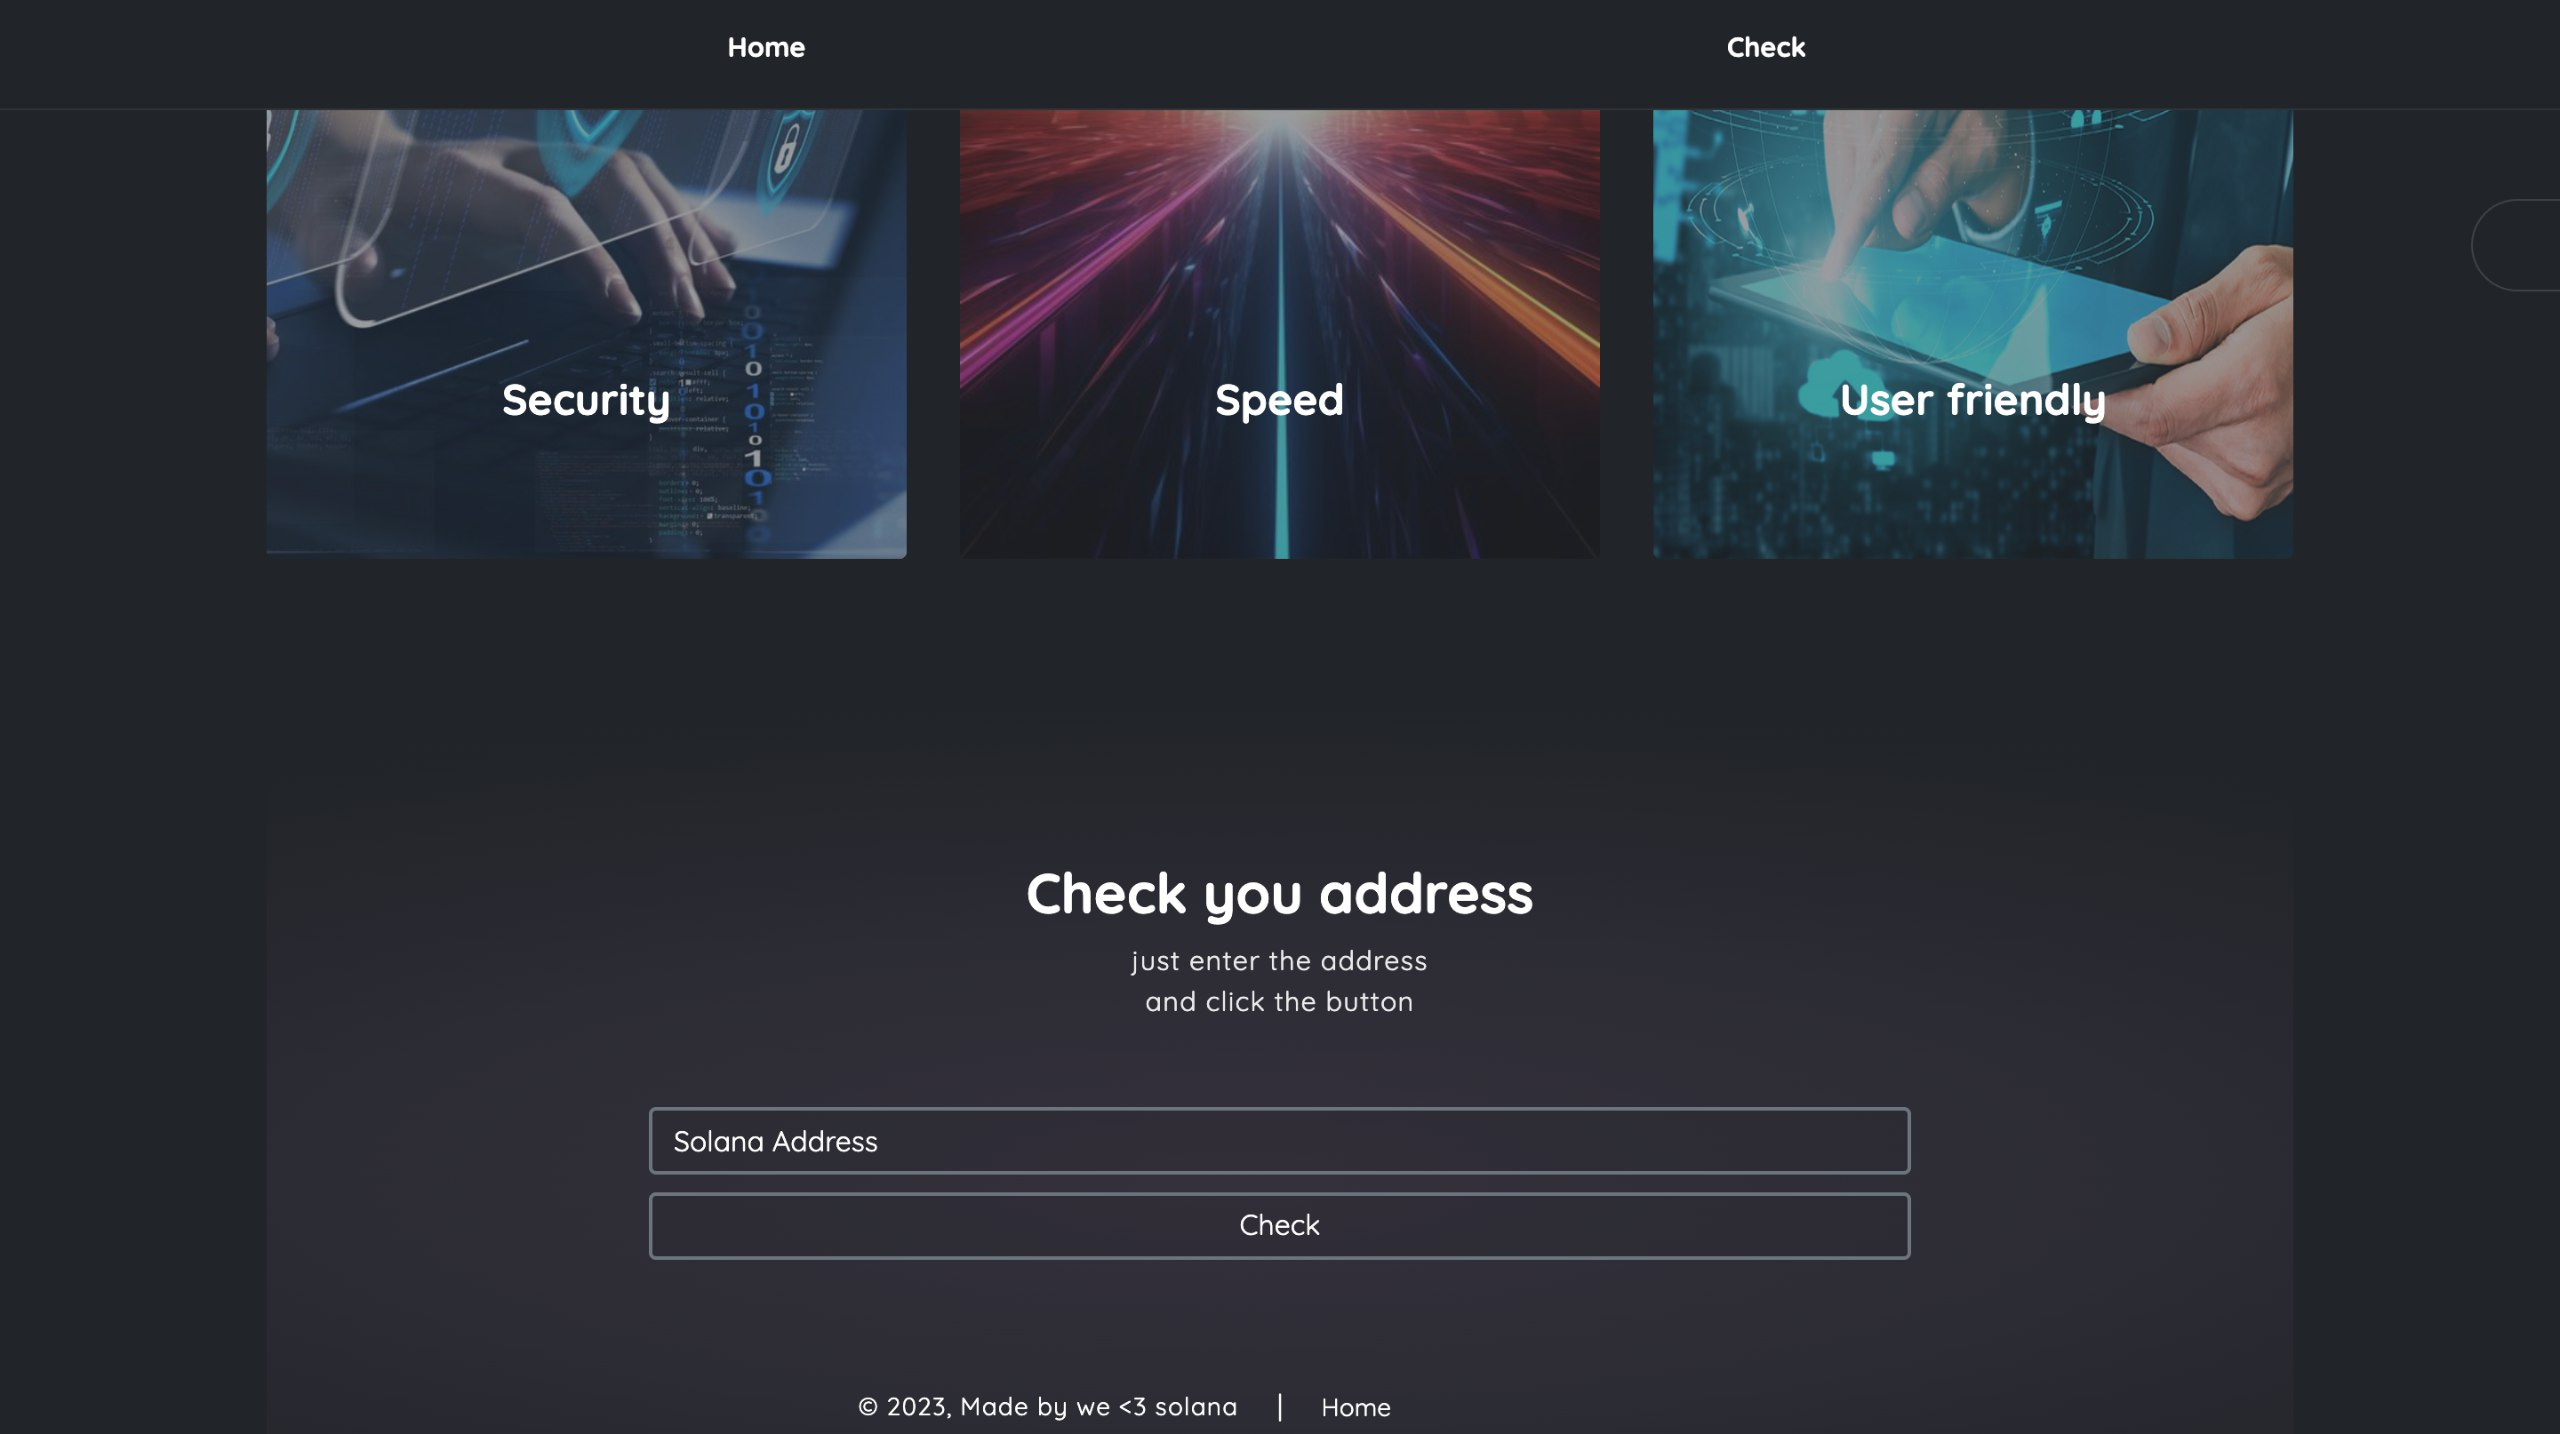 Home
Check
Security
Speed
User friendly
Check you address
just enter the address
and click the button
Solana Address
Check
© 2023, Made by we <3 solana | Home